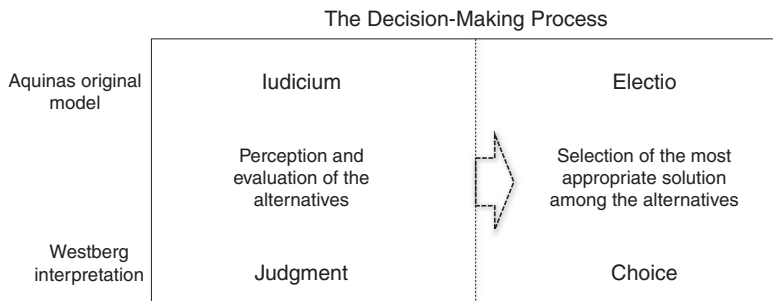 The Decision-Making Process
Aquinas original
model
Iudicium
Electio
Perception and
evaluation of the
alternatives
Selection of the most
appropriate solution
among the alternatives
Westberg
interpretation
Judgment
Choice